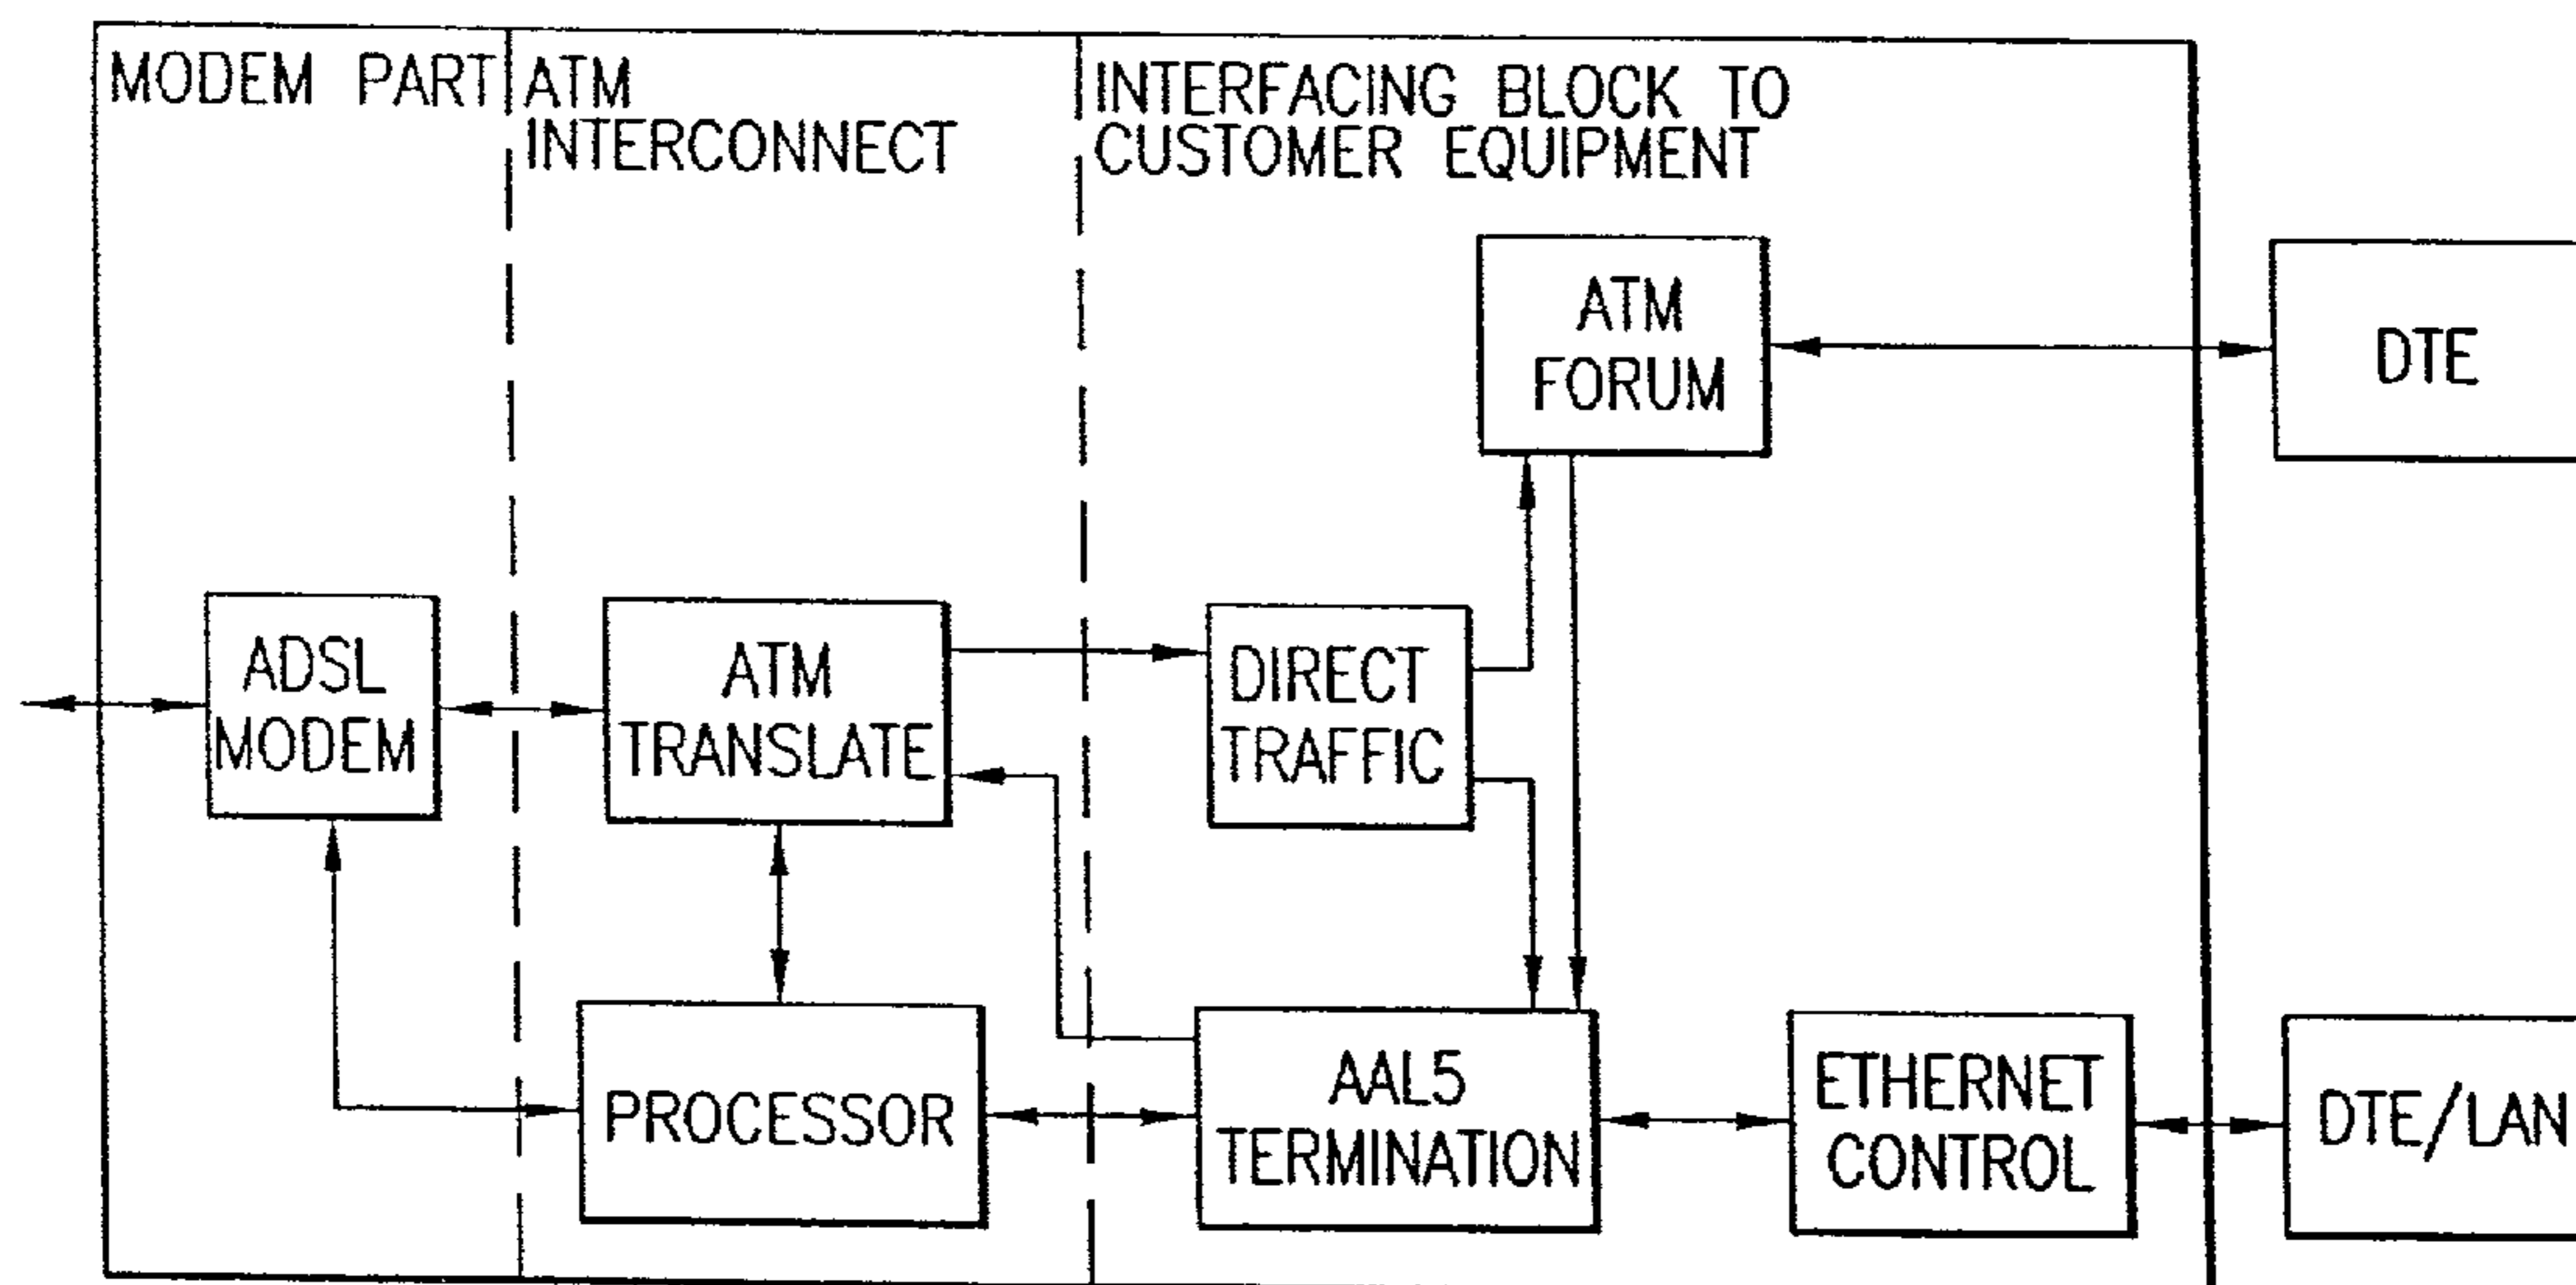 MODEM PART
ATM
INTERCONNECT
INTERFACING BLOCK TO
CUSTOMER EQUIPMENT
ATM
FORUM
DTE
ADSL
MODEM
ATM
TRANSLATE
DIRECT
TRAFFIC
PROCESSOR
AAL5
TERMINATION
ETHERNET
CONTROL
DTE/LAN